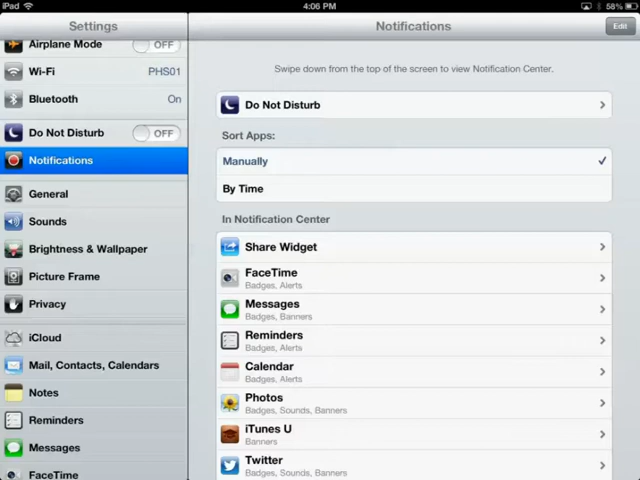 iPad 4:06 PM 58%
Settings
Airplane Mode OFF
Wi-Fi PHS01
Bluetooth On
Do Not Disturb OFF
Notifications
General
Sounds
Brightness & Wallpaper
Picture Frame
Privacy
iCloud
Mail, Contacts, Calendars
Notes
Reminders
Messages
FaceTime
Notifications Edit
Swipe down from the top of the screen to view Notification Center.
Do Not Disturb
Sort Apps:
Manually
By Time
In Notification Center
Share Widget
FaceTime
Badges, Alerts
Messages
Badges, Banners
Reminders
Badges, Alerts
Calendar
Badges, Alerts
Photos
Badges, Sounds, Banners
iTunes U
Banners
Twitter
Badges, Sounds, Banners